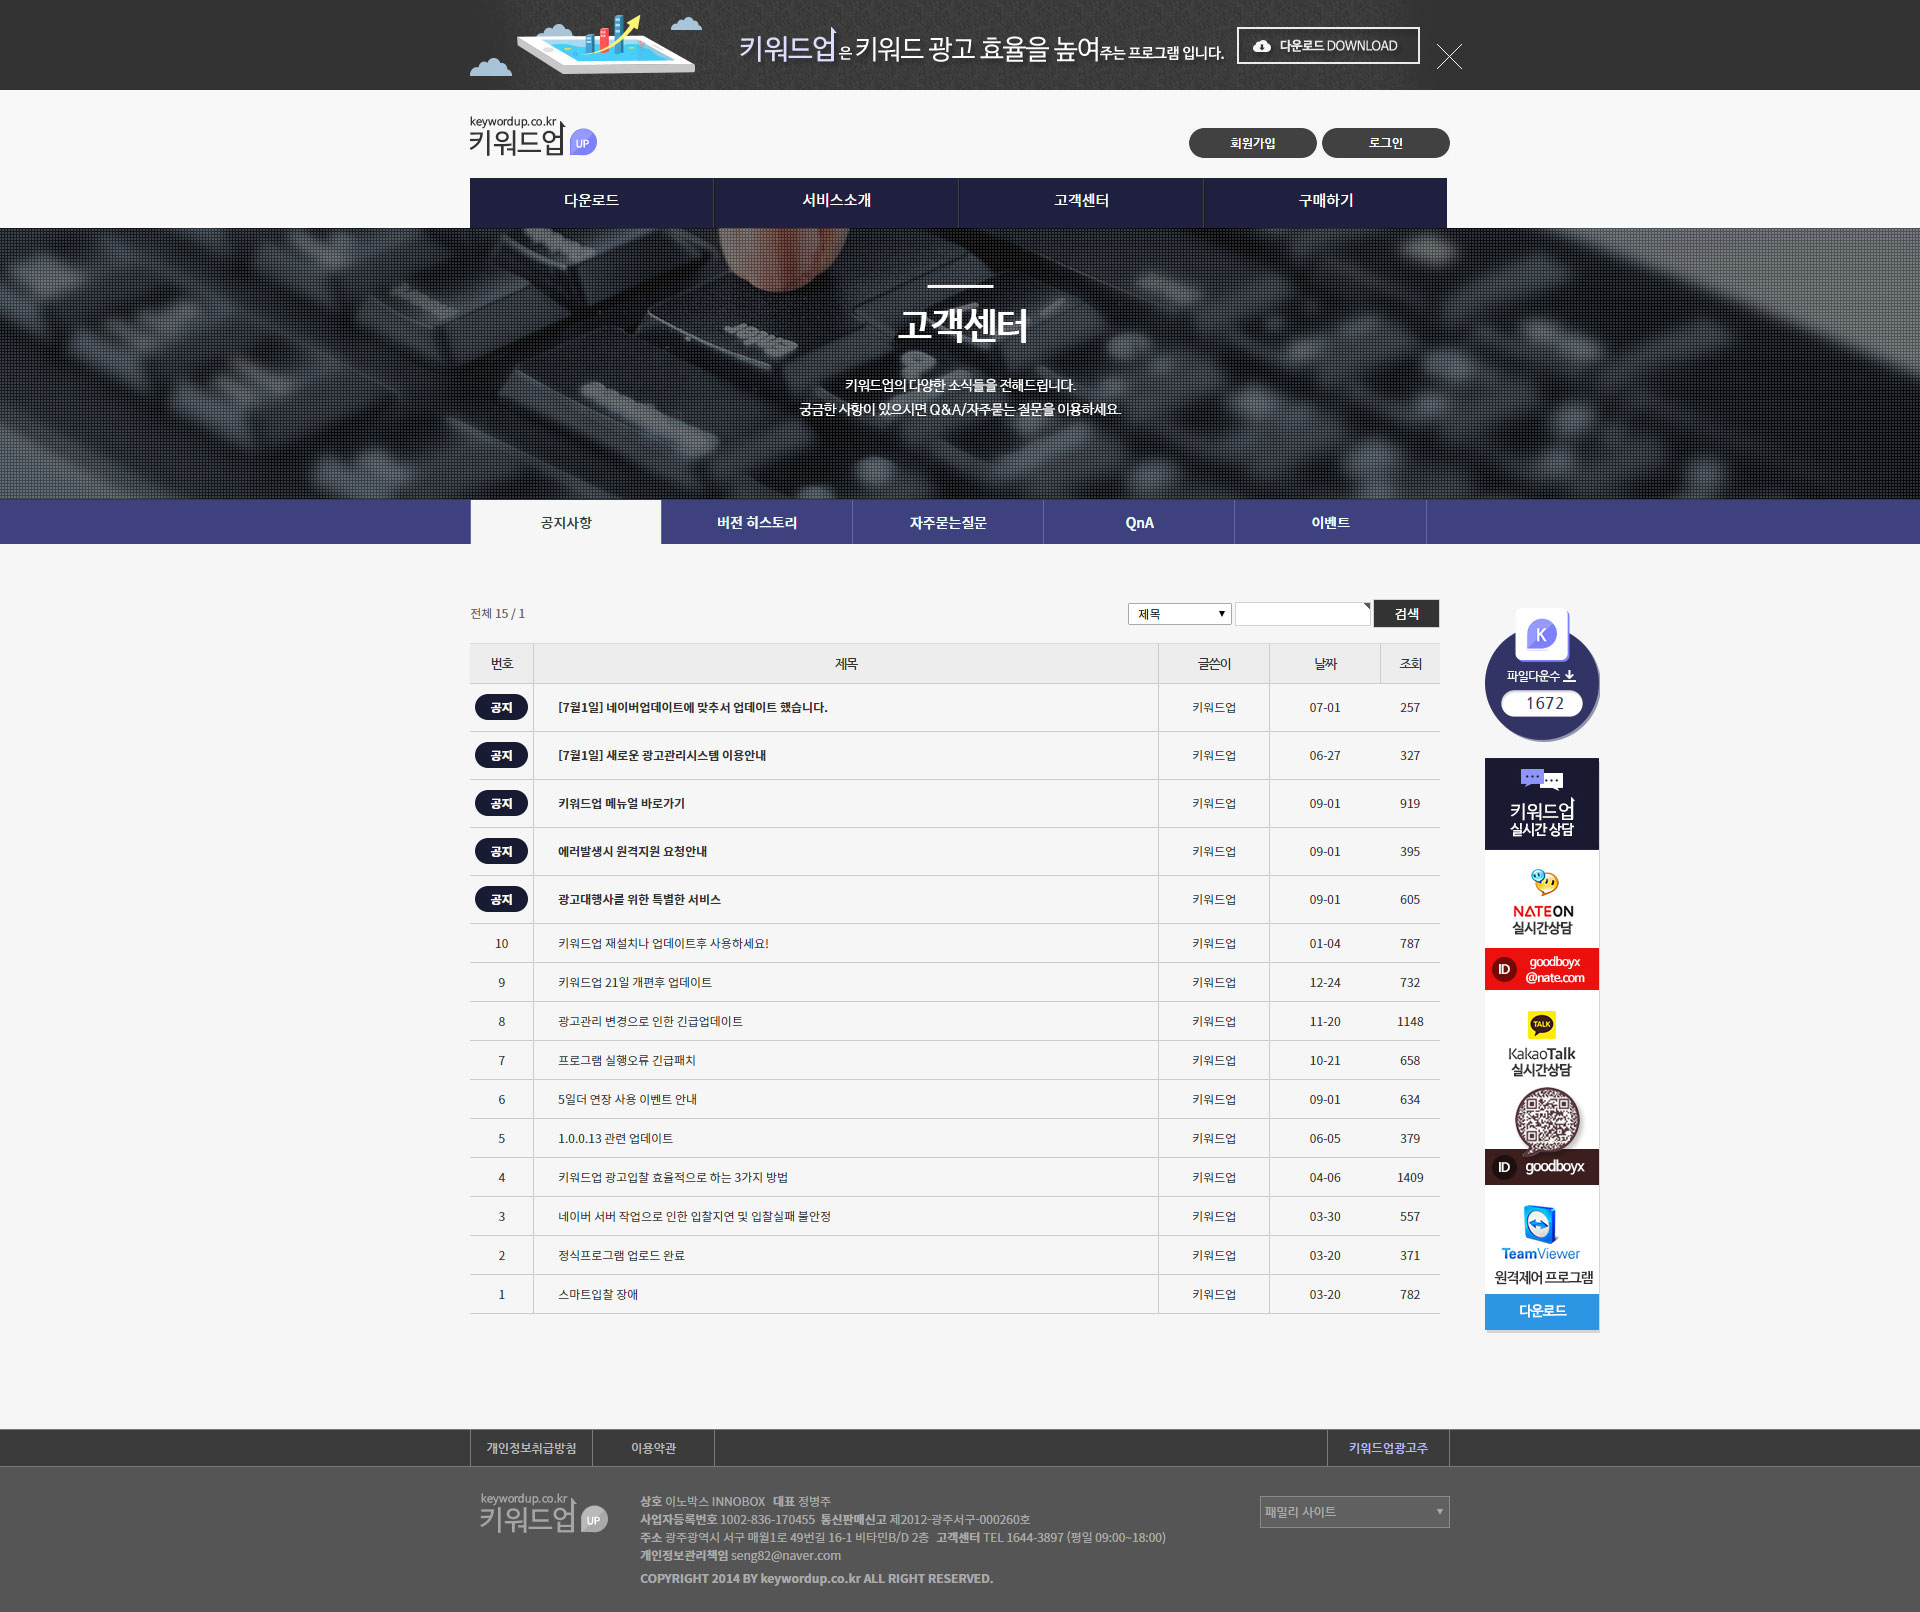 키워드업은 키워드 광고 효율을 높여주는 프로그램 입니다.
다운로드 DOWNLOAD
keywordup.co.kr
키워드업 UP
회원가입
로그인
다운로드
서비스소개
고객센터
구매하기
고객센터
키워드업의 다양한 소식들을 전해드립니다.
궁금한 사항이 있으시면 Q&A/자주묻는 질문을 이용하세요.
공지사항
버전 히스토리
자주묻는질문
QnA
이벤트
전체 15 / 1
제목
검색
번호 제목 글쓴이 날짜 조회
공지 [7월1일] 네이버업데이트에 맞추서 업데이트 했습니다. 키워드업 07-01 257
공지 [7월1일] 새로운 광고관리시스템 이용안내 키워드업 06-27 327
공지 키워드업 메뉴얼 바로가기 키워드업 09-01 919
공지 에러발생시 원격지원 요청안내 키워드업 09-01 395
공지 광고대행사를 위한 특별한 서비스 키워드업 09-01 605
10 키워드업 재설치나 업데이트후 사용하세요! 키워드업 01-04 787
9 키워드업 21일 개편후 업데이트 키워드업 12-24 732
8 광고관리 변경으로 인한 긴급업데이트 키워드업 11-20 1148
7 프로그램 실행오류 긴급패치 키워드업 10-21 658
6 5일더 연장 사용 이벤트 안내 키워드업 09-01 634
5 1.0.0.13 관련 업데이트 키워드업 06-05 379
4 키워드업 광고입찰 효율적으로 하는 3가지 방법 키워드업 04-06 1409
3 네이버 서버 작업으로 인한 입찰지연 및 입찰실패 불안정 키워드업 03-30 557
2 정식프로그램 업로드 완료 키워드업 03-20 371
1 스마트입찰 장애 키워드업 03-20 782
K
파일다운수
1672
키워드업
실시간 상담
NATEON
실시간상담
ID goodboyx
@nate.com
TALK
KakaoTalk
실시간상담
ID goodboyx
TeamViewer
원격제어 프로그램
다운로드
개인정보취급방침
이용약관
키워드업광고주
keywordup.co.kr
키워드업 UP
상호 이노박스 INNOBOX 대표 정병주
사업자등록번호 1002-836-170455 통신판매신고 제2012-광주서구-000260호
주소 광주광역시 서구 매월1로 49번길 16-1 비타민B/D 2층 고객센터 TEL 1644-3897 (평일 09:00~18:00)
개인정보관리책임 seng82@naver.com
COPYRIGHT 2014 BY keywordup.co.kr ALL RIGHT RESERVED.
패밀리 사이트